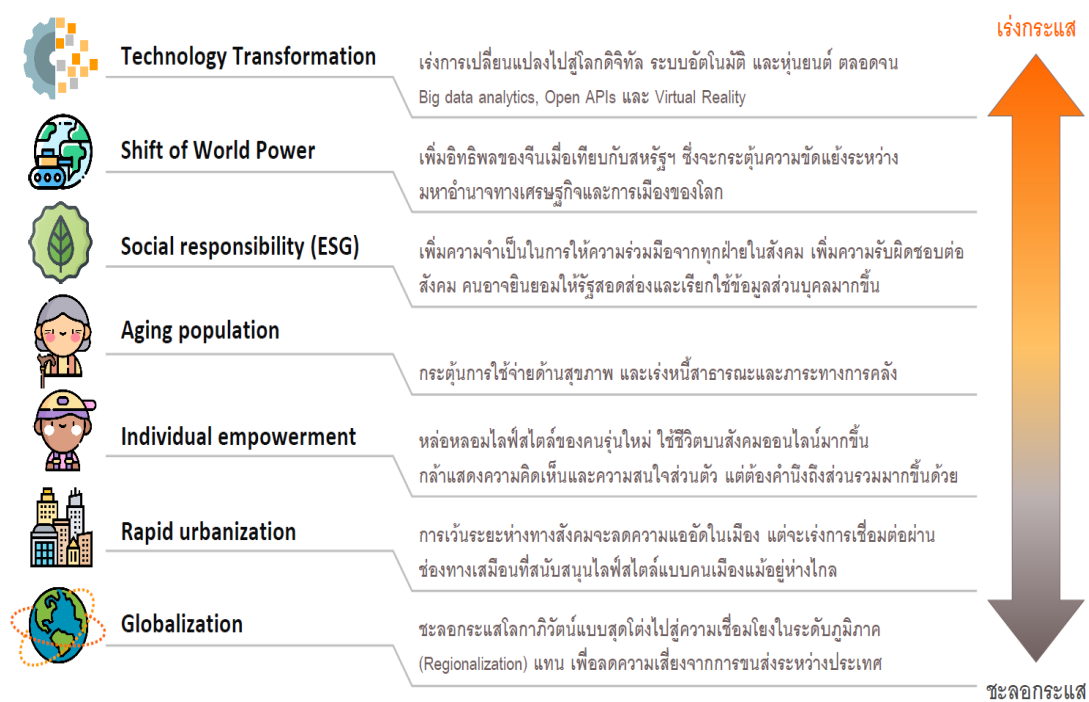 เร่งกระแส
Technology Transformation
เร่งการเปลี่ยนแปลงไปสู่โลกดิจิทัล ระบบอัตโนมัติ และหุ่นยนต์ ตลอดจน
Big data analytics, Open APIs และ Virtual Reality
Shift of World Power
เพิ่มอิทธิพลของจีนเมื่อเทียบกับสหรัฐฯ ซึ่งจะกระตุ้นความขัดแย้งระหว่าง
มหาอำนาจทางเศรษฐกิจและการเมืองของโลก
Social responsibility (ESG)
เพิ่มความจำเป็นในการให้ความร่วมมือจากทุกฝ่ายในสังคม เพิ่มความรับผิดชอบต่อ
สังคม คนอาจยินยอมให้รัฐสอดส่องและเรียกใช้ข้อมูลส่วนบุคลมากขึ้น
Aging population
กระตุ้นการใช้จ่ายด้านสุขภาพ และเร่งหนี้สาธารณะและภาระทางการคลัง
Individual empowerment
หล่อหลอมไลฟ์สไตล์ของคนรุ่นใหม่ ใช้ชีวิตบนสังคมออนไลน์มากขึ้น
กล้าแสดงความคิดเห็นและความสนใจส่วนตัว แต่ต้องคำนึงถึงส่วนรวมมากขึ้นด้วย
Rapid urbanization
การเว้นระยะห่างทางสังคมจะลดความแออัดในเมือง แต่จะเร่งการเชื่อมต่อผ่าน
ช่องทางเสมือนที่สนับสนุนไลฟ์สไตล์แบบคนเมืองแม้อยู่ห่างไกล
Globalization
ชะลอกระแสโลกาภิวัตน์แบบสุดโต่งไปสู่ความเชื่อมโยงในระดับภูมิภาค
(Regionalization) แทน เพื่อลดความเสี่ยงจากการขนส่งระหว่างประเทศ
ชะลอกระแส